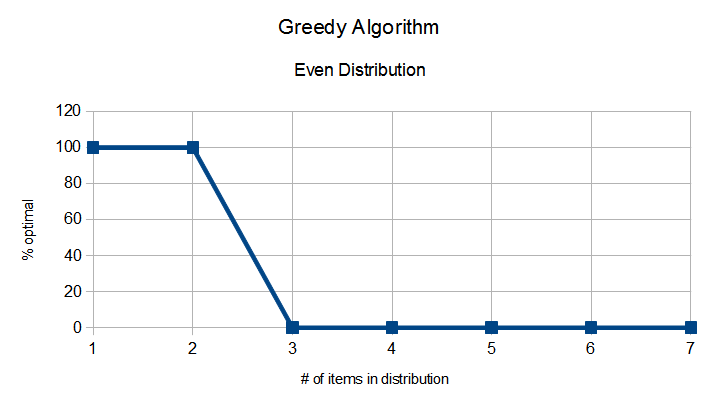 Greedy Algorithm
Even Distribution
120
100
80
60
40
20
0
% optimal
1 2 3 4 5 6 7
# of items in distribution